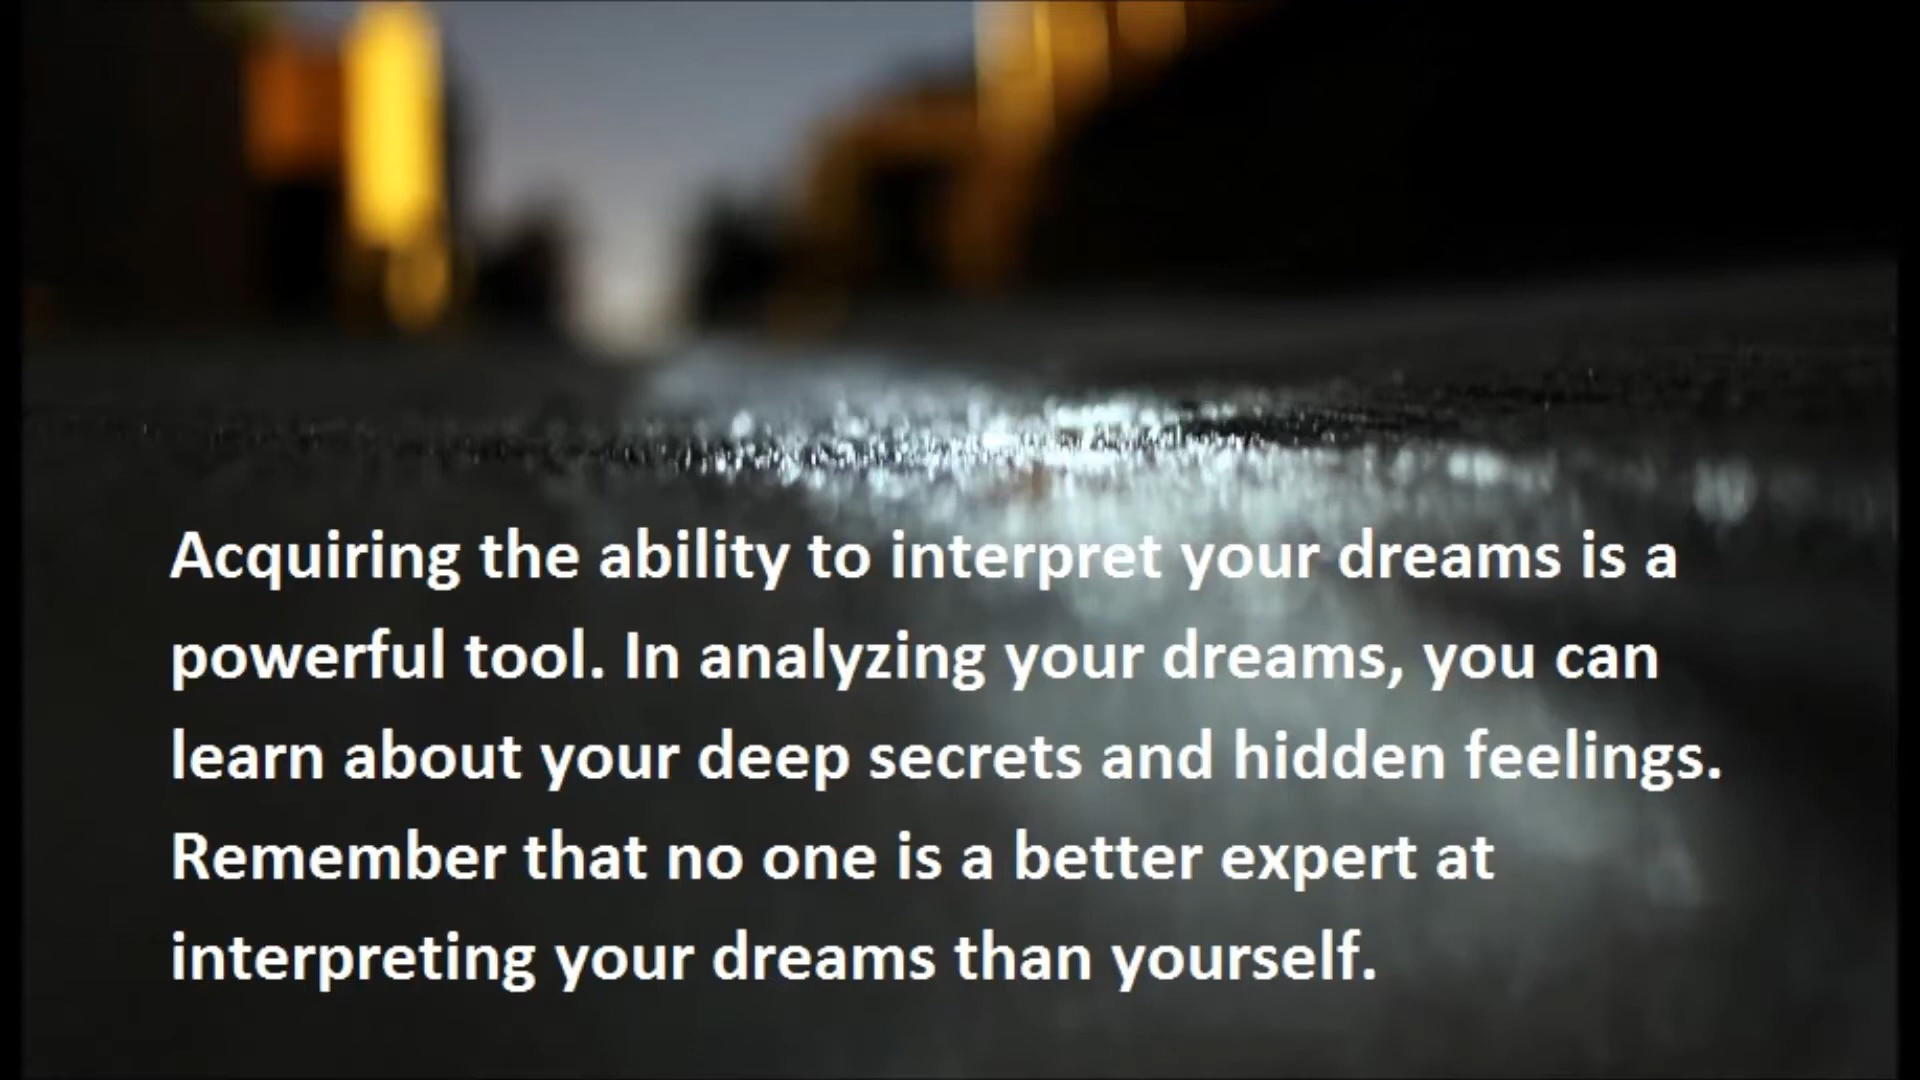 Acquiring the ability to interpret your dreams is a
powerful tool. In analyzing your dreams, you can
learn about your deep secrets and hidden feelings.
Remember that no one is a better expert at
interpreting your dreams than yourself.